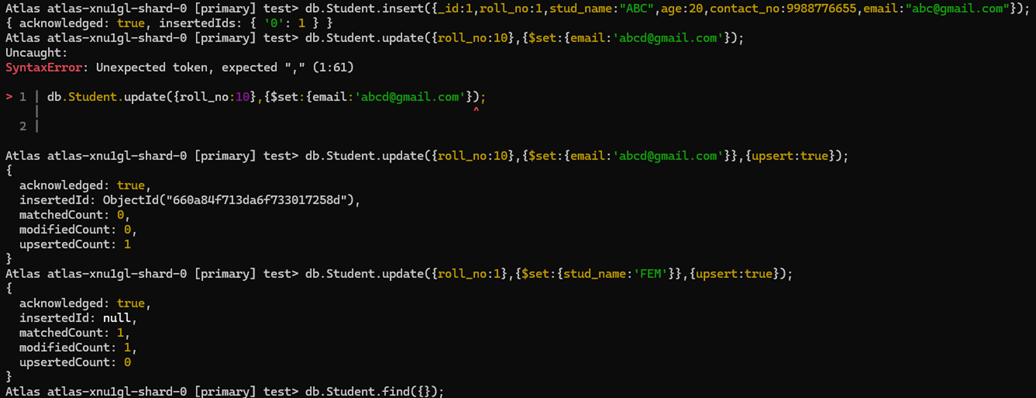 Atlas atlas-xnu1gl-shard-0 [primary] test> db.Student.insert({_id:1,roll_no:1,stud_name:"ABC",age:20,contact_no:9988776655,email:"abc@gmail.com"});
{ acknowledged: true, insertedIds: { '0': 1 } }
Atlas atlas-xnu1gl-shard-0 [primary] test> db.Student.update({roll_no:10},{$set:{email:'abcd@gmail.com'});
Uncaught:
SyntaxError: Unexpected token, expected "," (1:61)
> 1 | db.Student.update({roll_no:10},{$set:{email:'abcd@gmail.com'});
| ^
2 |
Atlas atlas-xnu1gl-shard-0 [primary] test> db.Student.update({roll_no:10},{$set:{email:'abcd@gmail.com'}},{upsert:true});
{
acknowledged: true,
insertedId: ObjectId("660a84f713da6f733017258d"),
matchedCount: 0,
modifiedCount: 0,
upsertedCount: 1
}
Atlas atlas-xnu1gl-shard-0 [primary] test> db.Student.update({roll_no:1},{$set:{stud_name:'FEM'}},{upsert:true});
{
acknowledged: true,
insertedId: null,
matchedCount: 1,
modifiedCount: 1,
upsertedCount: 0
}
Atlas atlas-xnu1gl-shard-0 [primary] test> db.Student.find({});